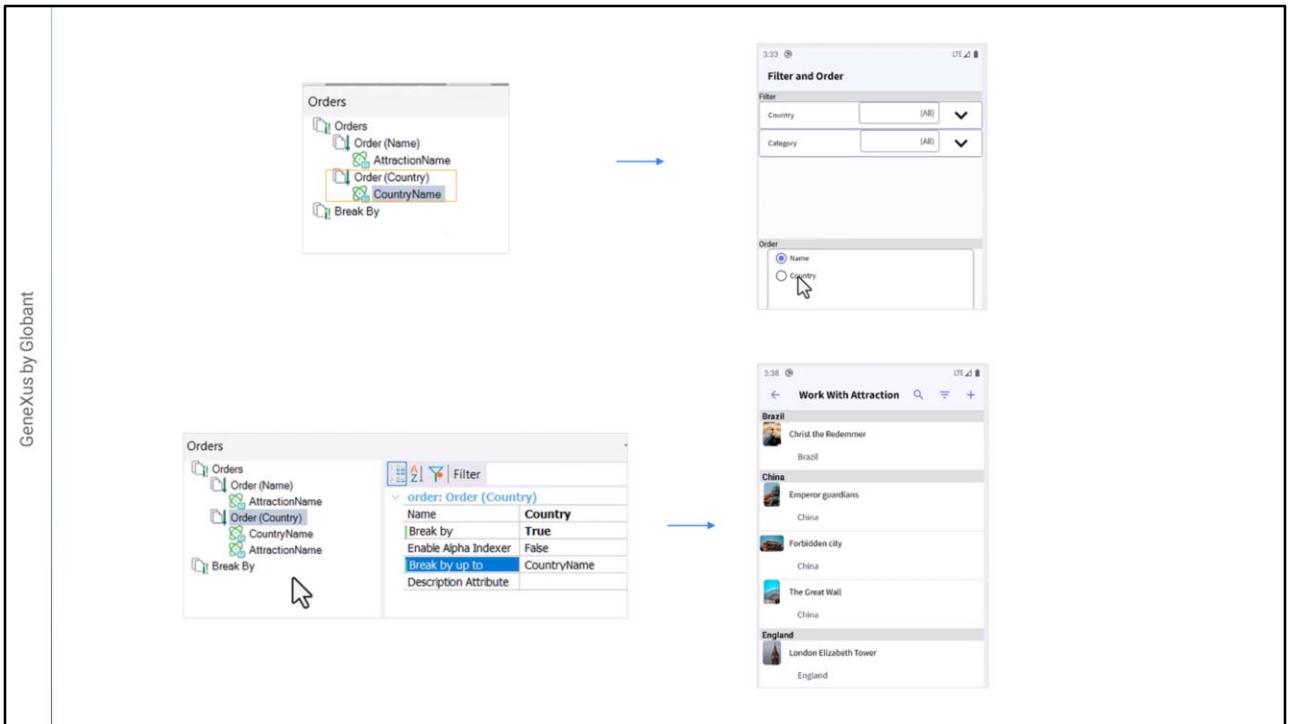 GeneXus by Globant
Orders
Orders
Order (Name)
AttractionName
Order (Country)
CountryName
Break By
3:33 LTE
Filter and Order
Filter
Country (All)
Category (All)
Order
Name
Country
Orders
Orders
Order (Name)
AttractionName
Order (Country)
CountryName
AttractionName
Break By
Filter
order: Order (Country)
Name Country
Break by True
Enable Alpha Indexer False
Break by up to CountryName
Description Attribute
3:38 LTE
Work With Attraction
Brazil
Christ the Redemmer
Brazil
China
Emperor guardians
China
Forbidden city
China
The Great Wall
China
England
London Elizabeth Tower
England